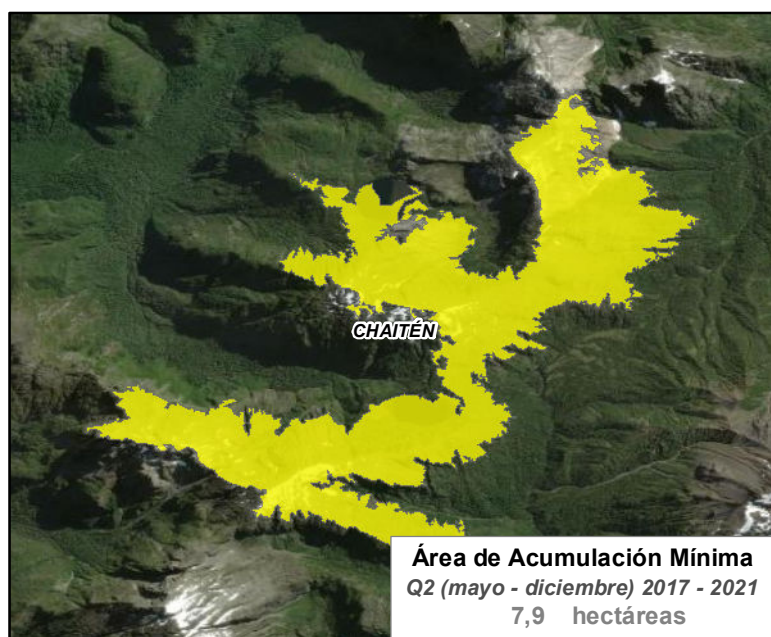 CHAITÉN
Área de Acumulación Mínima
Q2 (mayo - diciembre) 2017 - 2021
7,9 hectáreas